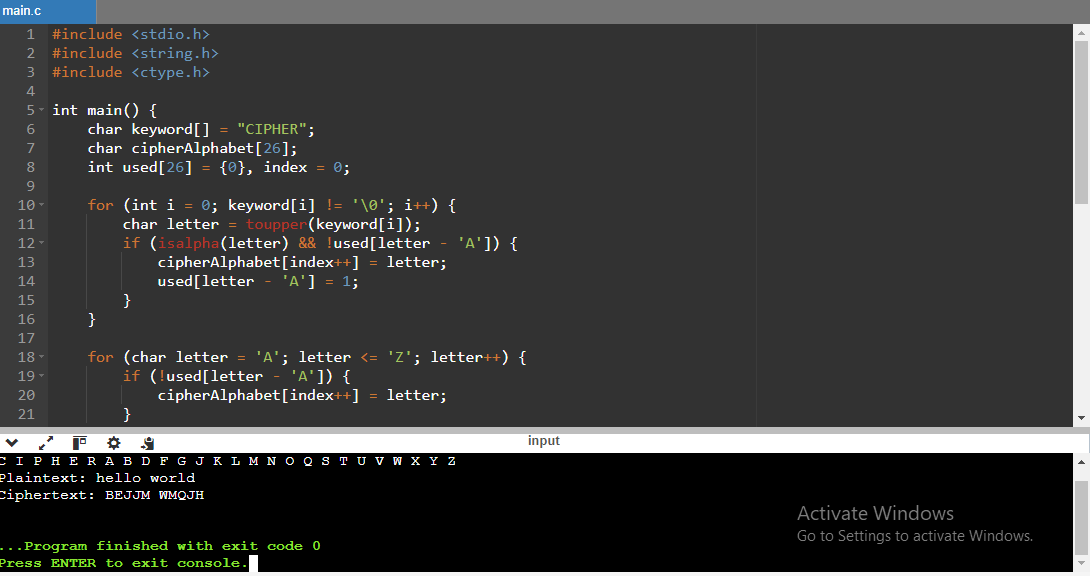 main.c
1 #include <stdio.h>
2 #include <string.h>
3 #include <ctype.h>
4
5 int main() {
6     char keyword[] = "CIPHER";
7     char cipherAlphabet[26];
8     int used[26] = {0}, index = 0;
9
10     for (int i = 0; keyword[i] != '\0'; i++) {
11         char letter = toupper(keyword[i]);
12         if (isalpha(letter) && !used[letter - 'A']) {
13             cipherAlphabet[index++] = letter;
14             used[letter - 'A'] = 1;
15         }
16     }
17
18     for (char letter = 'A'; letter <= 'Z'; letter++) {
19         if (!used[letter - 'A']) {
20             cipherAlphabet[index++] = letter;
21         }
input
C I P H E R A B D F G J K L M N O Q S T U V W X Y Z
Plaintext: hello world
Ciphertext: BEJJM WMQJH
...Program finished with exit code 0
Press ENTER to exit console.
Activate Windows
Go to Settings to activate Windows.